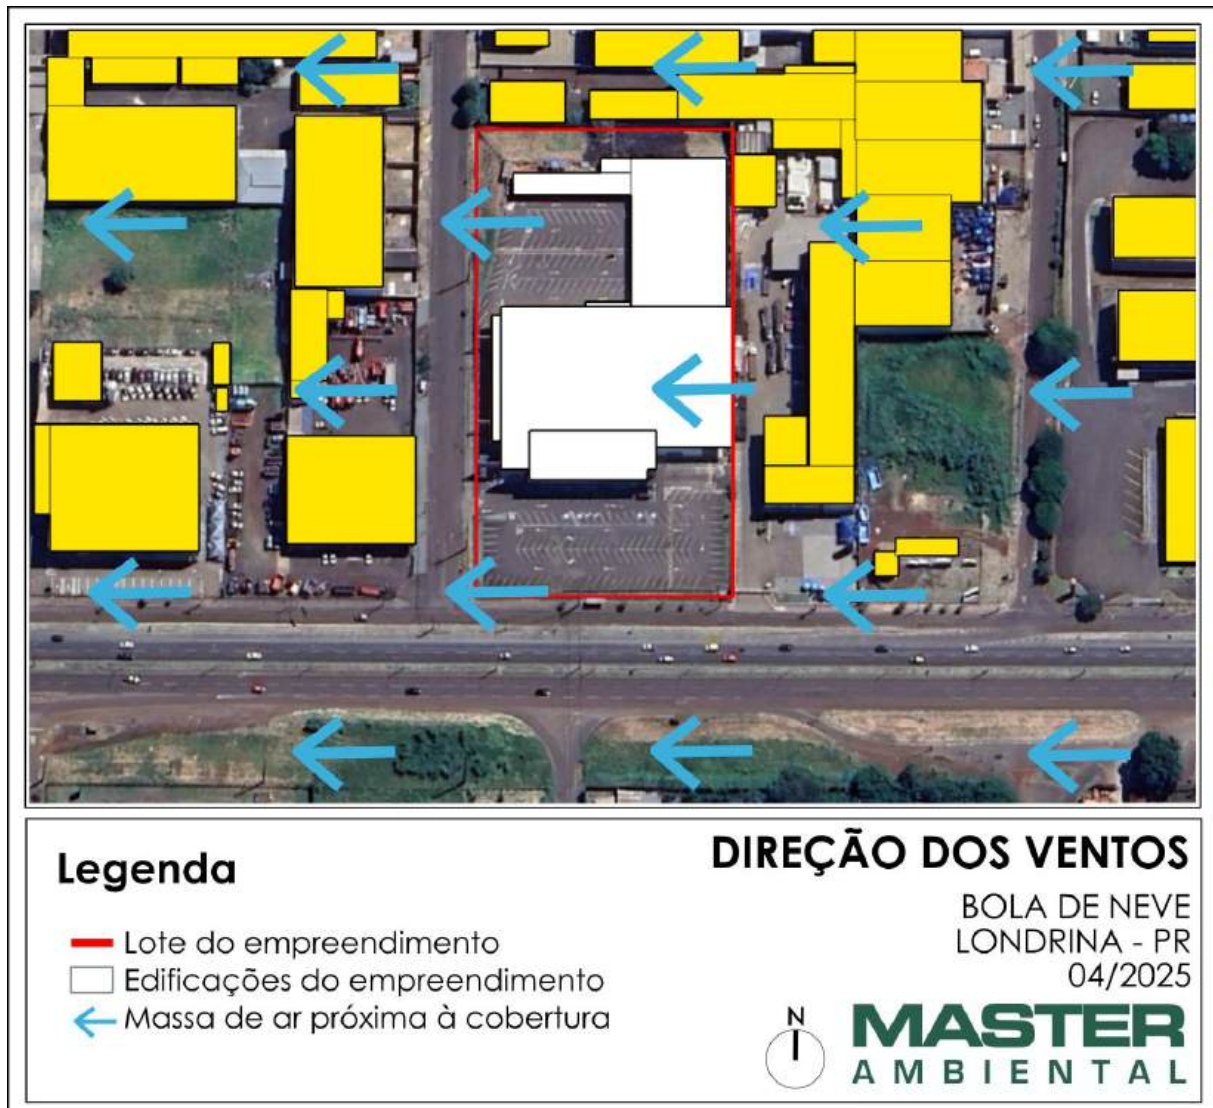 Legenda
Lote do empreendimento
Edificações do empreendimento
Massa de ar próxima à cobertura
DIREÇÃO DOS VENTOS
BOLA DE NEVE
LONDRINA - PR
04/2025
N
MASTER
AMBIENTAL